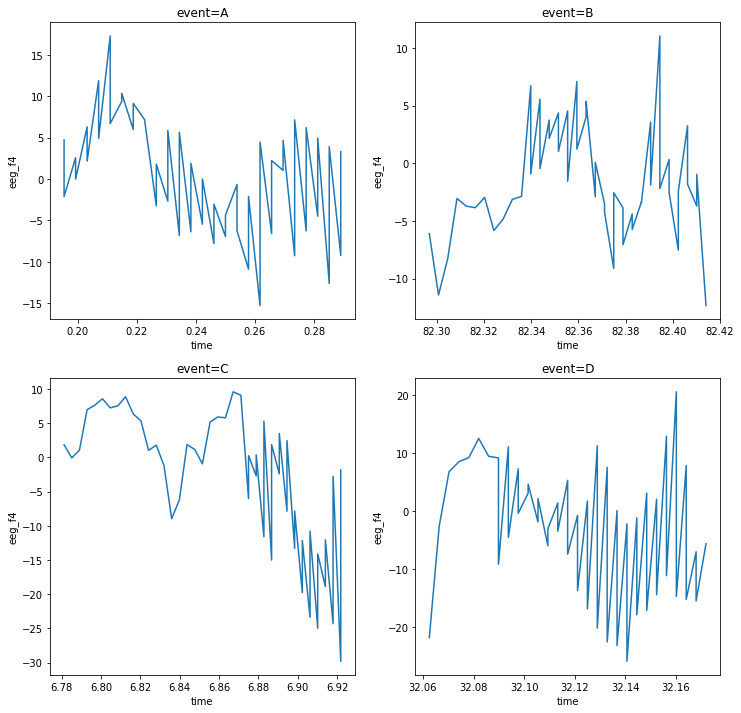 event=A
eeg_f4
15
10
5
0
−5
−10
−15
0.20 0.22 0.24 0.26 0.28
time
event=B
eeg_f4
10
5
0
−5
−10
82.30 82.32 82.34 82.36 82.38 82.40 82.42
time
event=C
eeg_f4
10
5
0
−5
−10
−15
−20
−25
−30
6.78 6.80 6.82 6.84 6.86 6.88 6.90 6.92
time
event=D
eeg_f4
20
10
0
−10
−20
32.06 32.08 32.10 32.12 32.14 32.16
time